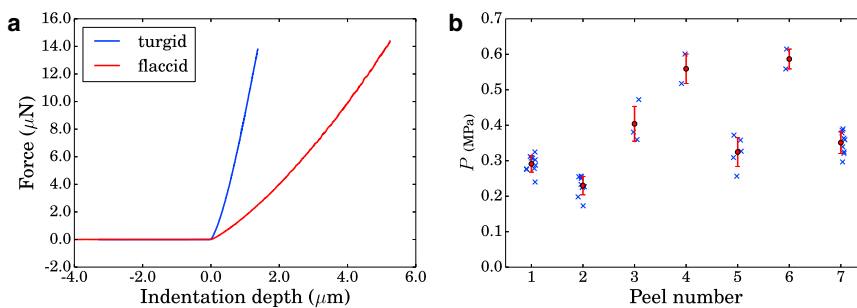 a
16.0
14.0
12.0
10.0
8.0
6.0
4.0
2.0
0.0
-4.0 -2.0 0.0 2.0 4.0 6.0
Force (μN)
Indentation depth (μm)
turgid
flaccid
b
0.7
0.6
0.5
0.4
0.3
0.2
0.1
0.0
1 2 3 4 5 6 7
P (MPa)
Peel number